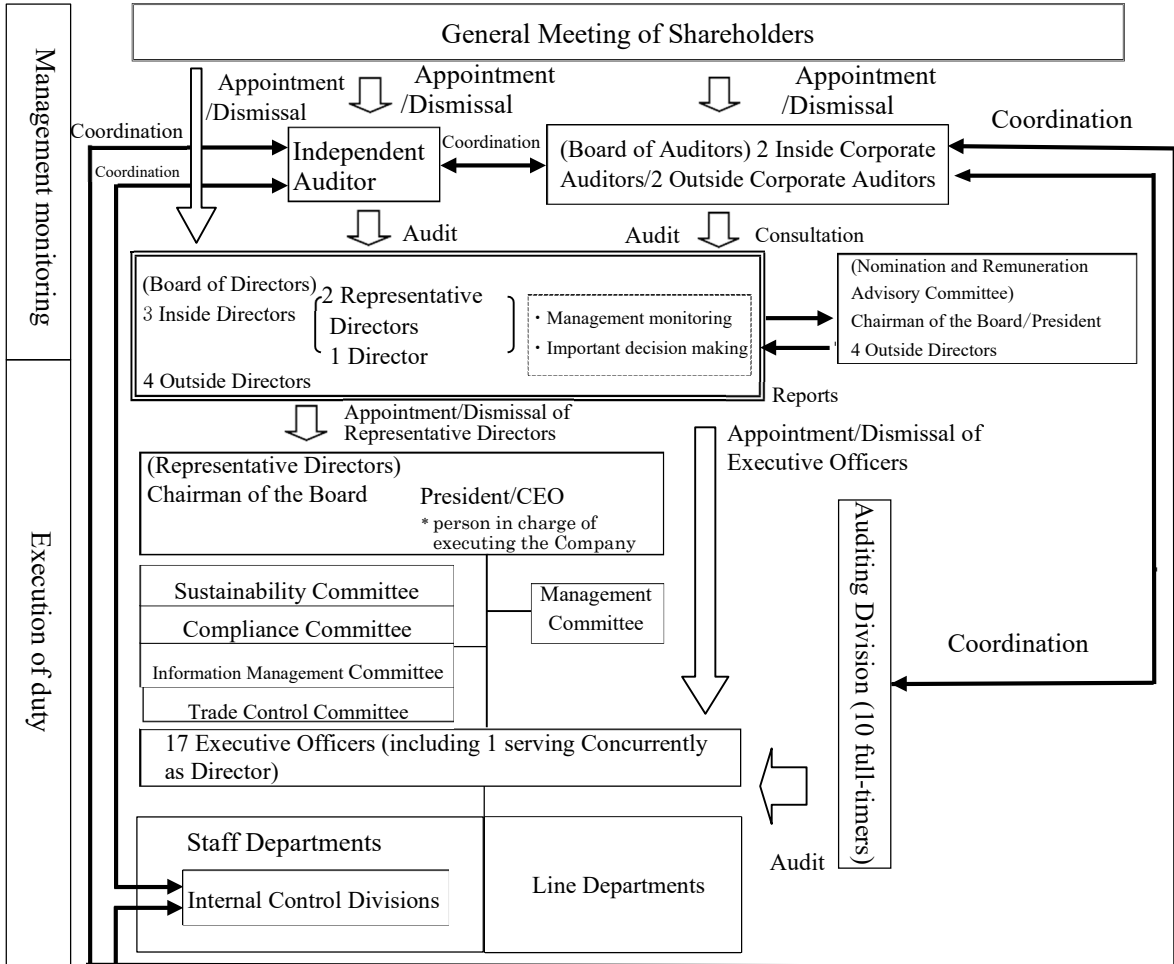 Management monitoring
Execution of duty
General Meeting of Shareholders
Appointment
/Dismissal
Appointment
/Dismissal
Appointment
/Dismissal
Coordination
Coordination
Coordination
Coordination
Independent
Auditor
(Board of Auditors) 2 Inside Corporate
Auditors/2 Outside Corporate Auditors
Audit
Audit
Consultation
(Board of Directors)
3 Inside Directors
2 Representative
Directors
1 Director
4 Outside Directors
・Management monitoring
・Important decision making
(Nomination and Remuneration
Advisory Committee)
Chairman of the Board/President
4 Outside Directors
Reports
Appointment/Dismissal of
Representative Directors
Appointment/Dismissal of
Executive Officers
(Representative Directors)
Chairman of the Board
President/CEO
* person in charge of
executing the Company
Sustainability Committee
Compliance Committee
Information Management Committee
Trade Control Committee
Management
Committee
Auditing Division (10 full-timers)
Coordination
17 Executive Officers (including 1 serving Concurrently
as Director)
Audit
Staff Departments
Internal Control Divisions
Line Departments